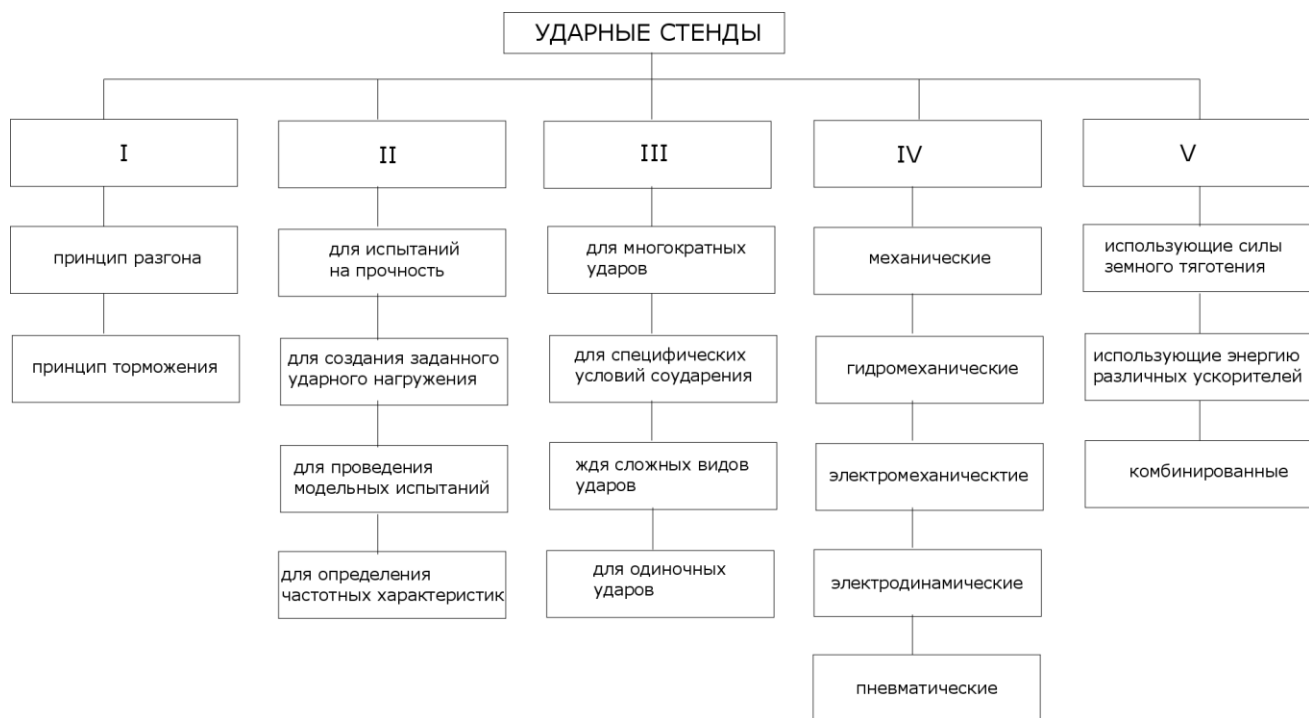 УДАРНЫЕ СТЕНДЫ
I
принцип разгона
принцип торможения
II
для испытаний
на прочность
для создания заданного
ударного нагружения
для проведения
модельных испытаний
для определения
частотных характеристик
III
для многократных
ударов
для специфических
условий соударения
ждя сложных видов
ударов
для одиночных
ударов
IV
механические
гидромеханические
электромеханическтие
электродинамические
пневматические
V
использующие силы
земного тяготения
использующие энергию
различных ускорителей
комбинированные